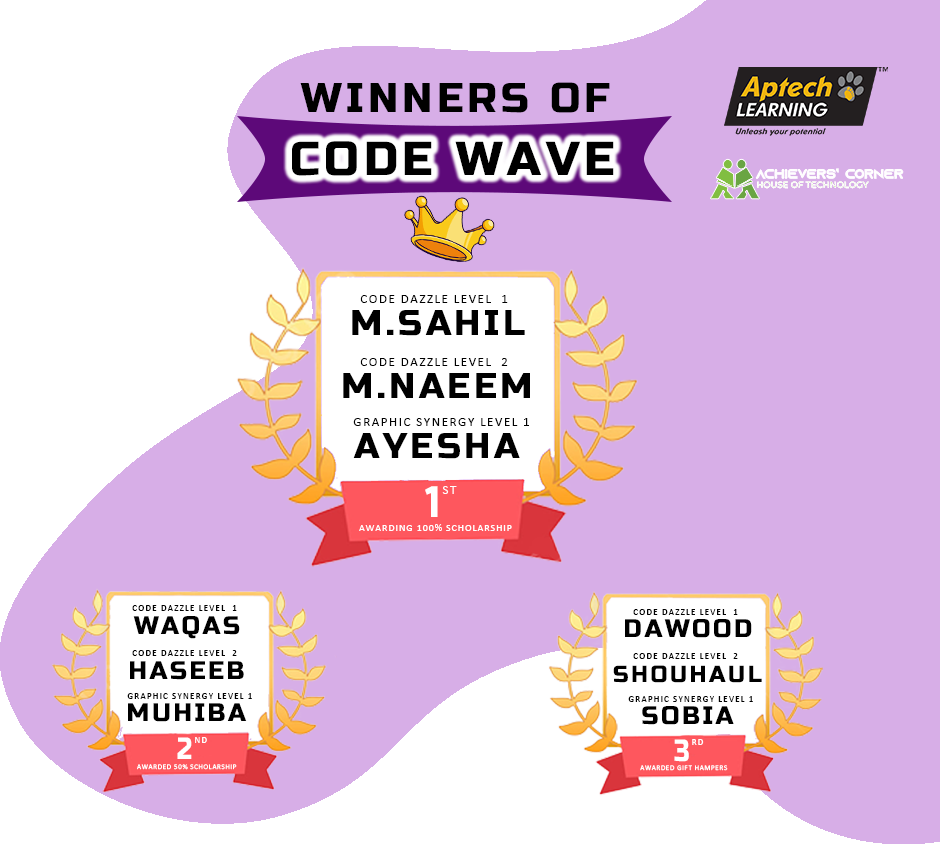 WINNERS OF
CODE WAVE
Aptech™
LEARNING
Unleash your potential
ACHIEVERS' CORNER
HOUSE OF TECHNOLOGY
CODE DAZZLE LEVEL 1
M.SAHIL
CODE DAZZLE LEVEL 2
M.NAEEM
GRAPHIC SYNERGY LEVEL 1
AYESHA
1ST
AWARDING 100% SCHOLARSHIP
CODE DAZZLE LEVEL 1
WAQAS
CODE DAZZLE LEVEL 2
HASEEB
GRAPHIC SYNERGY LEVEL 1
MUHIBA
2ND
AWARDED 50% SCHOLARSHIP
CODE DAZZLE LEVEL 1
DAWOOD
CODE DAZZLE LEVEL 2
SHOUHAUL
GRAPHIC SYNERGY LEVEL 1
SOBIA
3RD
AWARDED GIFT HAMPERS